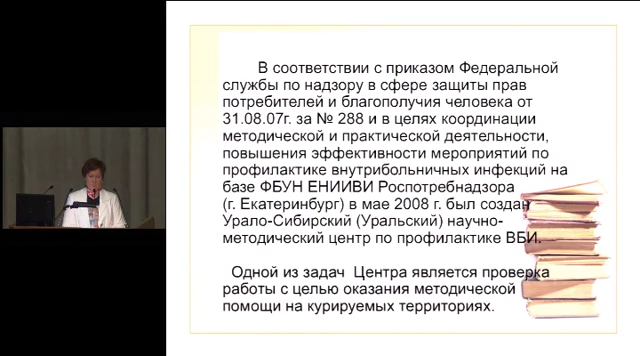 В соответствии с приказом Федеральной
службы по надзору в сфере защиты прав
потребителей и благополучия человека от
31.08.07г. за № 288 и в целях координации
методической и практической деятельности,
повышения эффективности мероприятий по
профилактике внутрибольничных инфекций на
базе ФБУН ЕНИИВИ Роспотребнадзора
(г. Екатеринбург) в мае 2008 г. был создан
Урало-Сибирский (Уральский) научно-
методический центр по профилактике ВБИ.
Одной из задач Центра является проверка
работы с целью оказания методической
помощи на курируемых территориях.